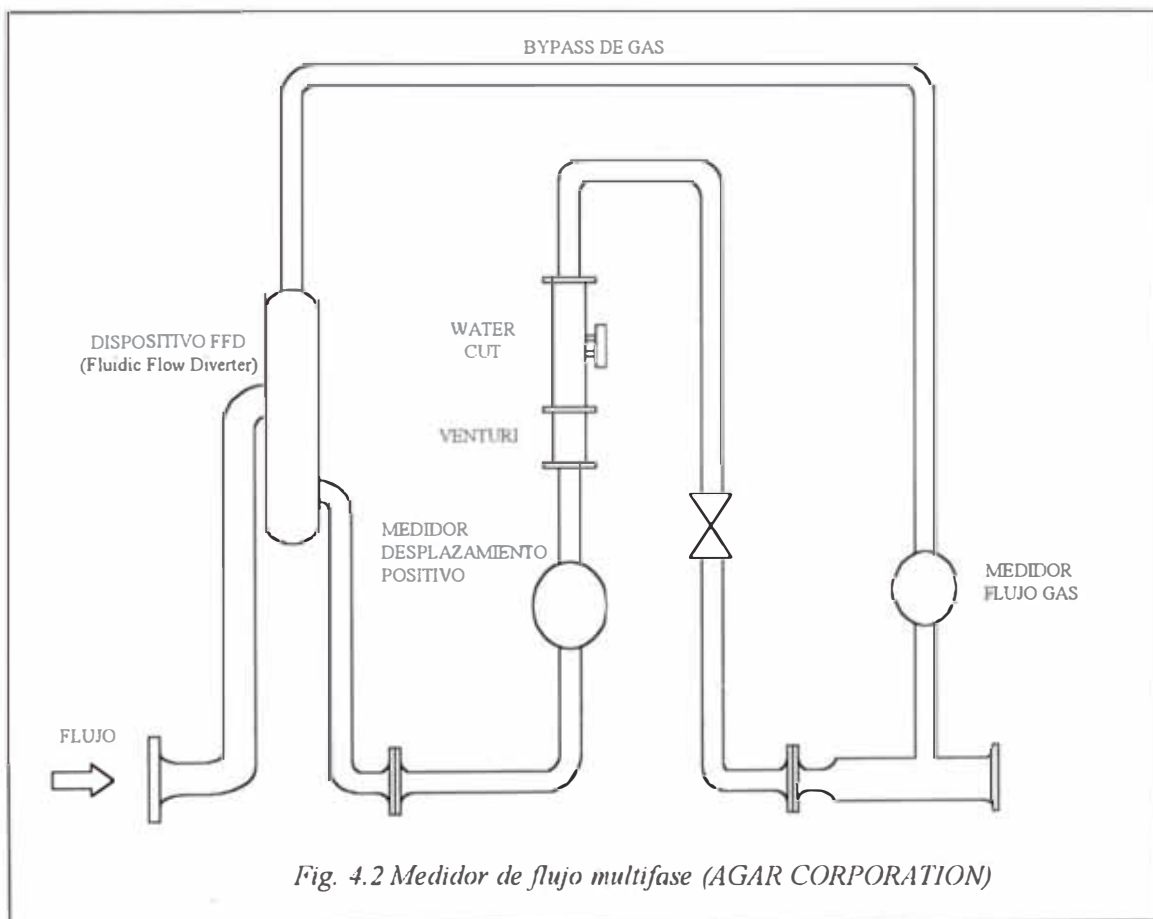 BYPASS DE GAS
DISPOSITIVO FFD
(Fluidic Flow Diverter)
WATER
CUT
VENTURI
MEDIDOR
DESPLAZAMIENTO
POSITIVO
MEDIDOR
FLUJO GAS
FLUJO
Fig. 4.2 Medidor de flujo multifase (AGAR CORPORATION)